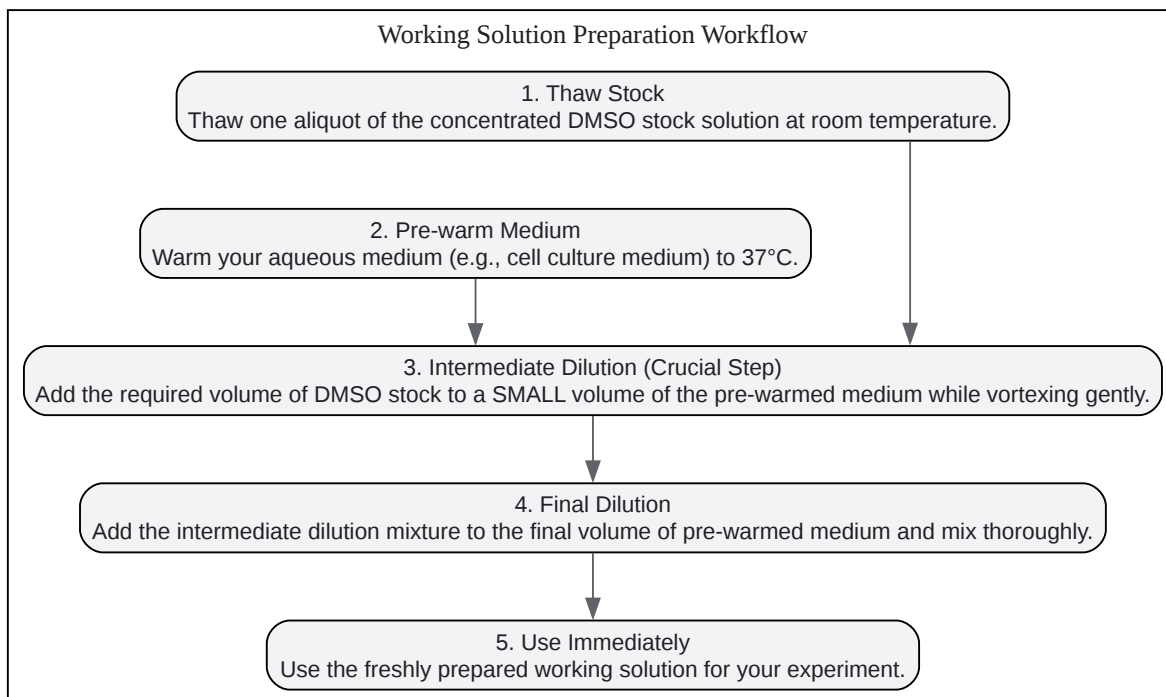 Working Solution Preparation Workflow
1. Thaw Stock
Thaw one aliquot of the concentrated DMSO stock solution at room temperature.
2. Pre-warm Medium
Warm your aqueous medium (e.g., cell culture medium) to 37°C.
3. Intermediate Dilution (Crucial Step)
Add the required volume of DMSO stock to a SMALL volume of the pre-warmed medium while vortexing gently.
4. Final Dilution
Add the intermediate dilution mixture to the final volume of pre-warmed medium and mix thoroughly.
5. Use Immediately
Use the freshly prepared working solution for your experiment.